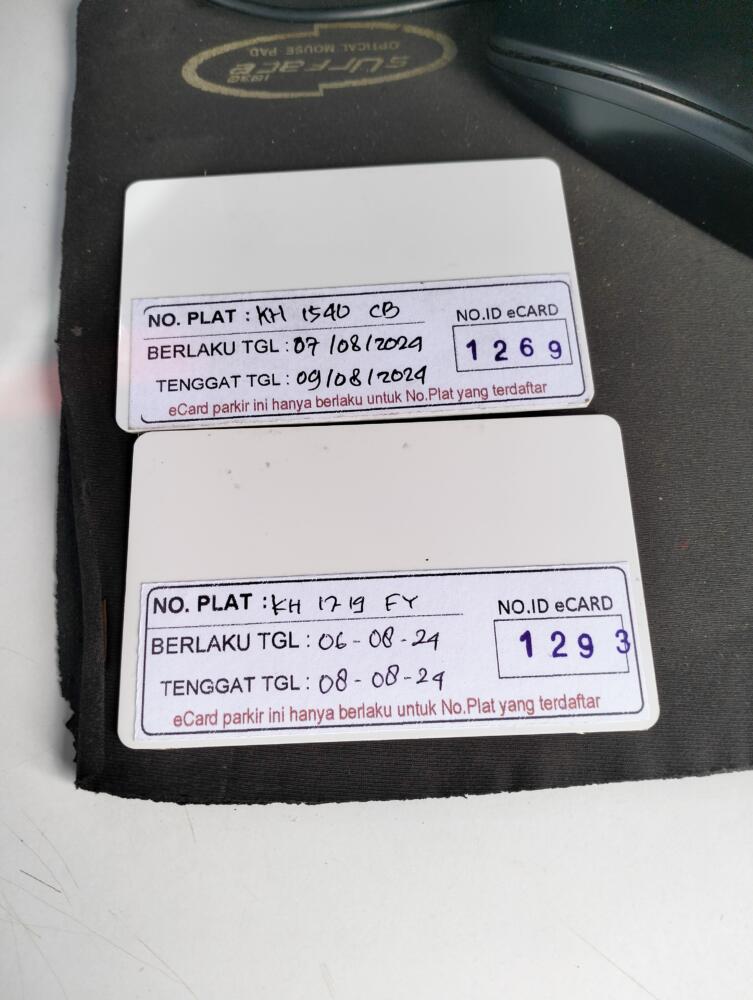 surface
1030
OPTICAL MOUSE PAD
NO. PLAT : KH 1540 CB
NO.ID eCARD
BERLAKU TGL : 07/08/2024
1269
TENGGAT TGL : 09/08/2024
eCard parkir ini hanya berlaku untuk No.Plat yang terdaftar
NO. PLAT : KH 1719 FY
NO.ID eCARD
BERLAKU TGL : 06-08-24
1293
TENGGAT TGL : 08-08-24
eCard parkir ini hanya berlaku untuk No.Plat yang terdaftar